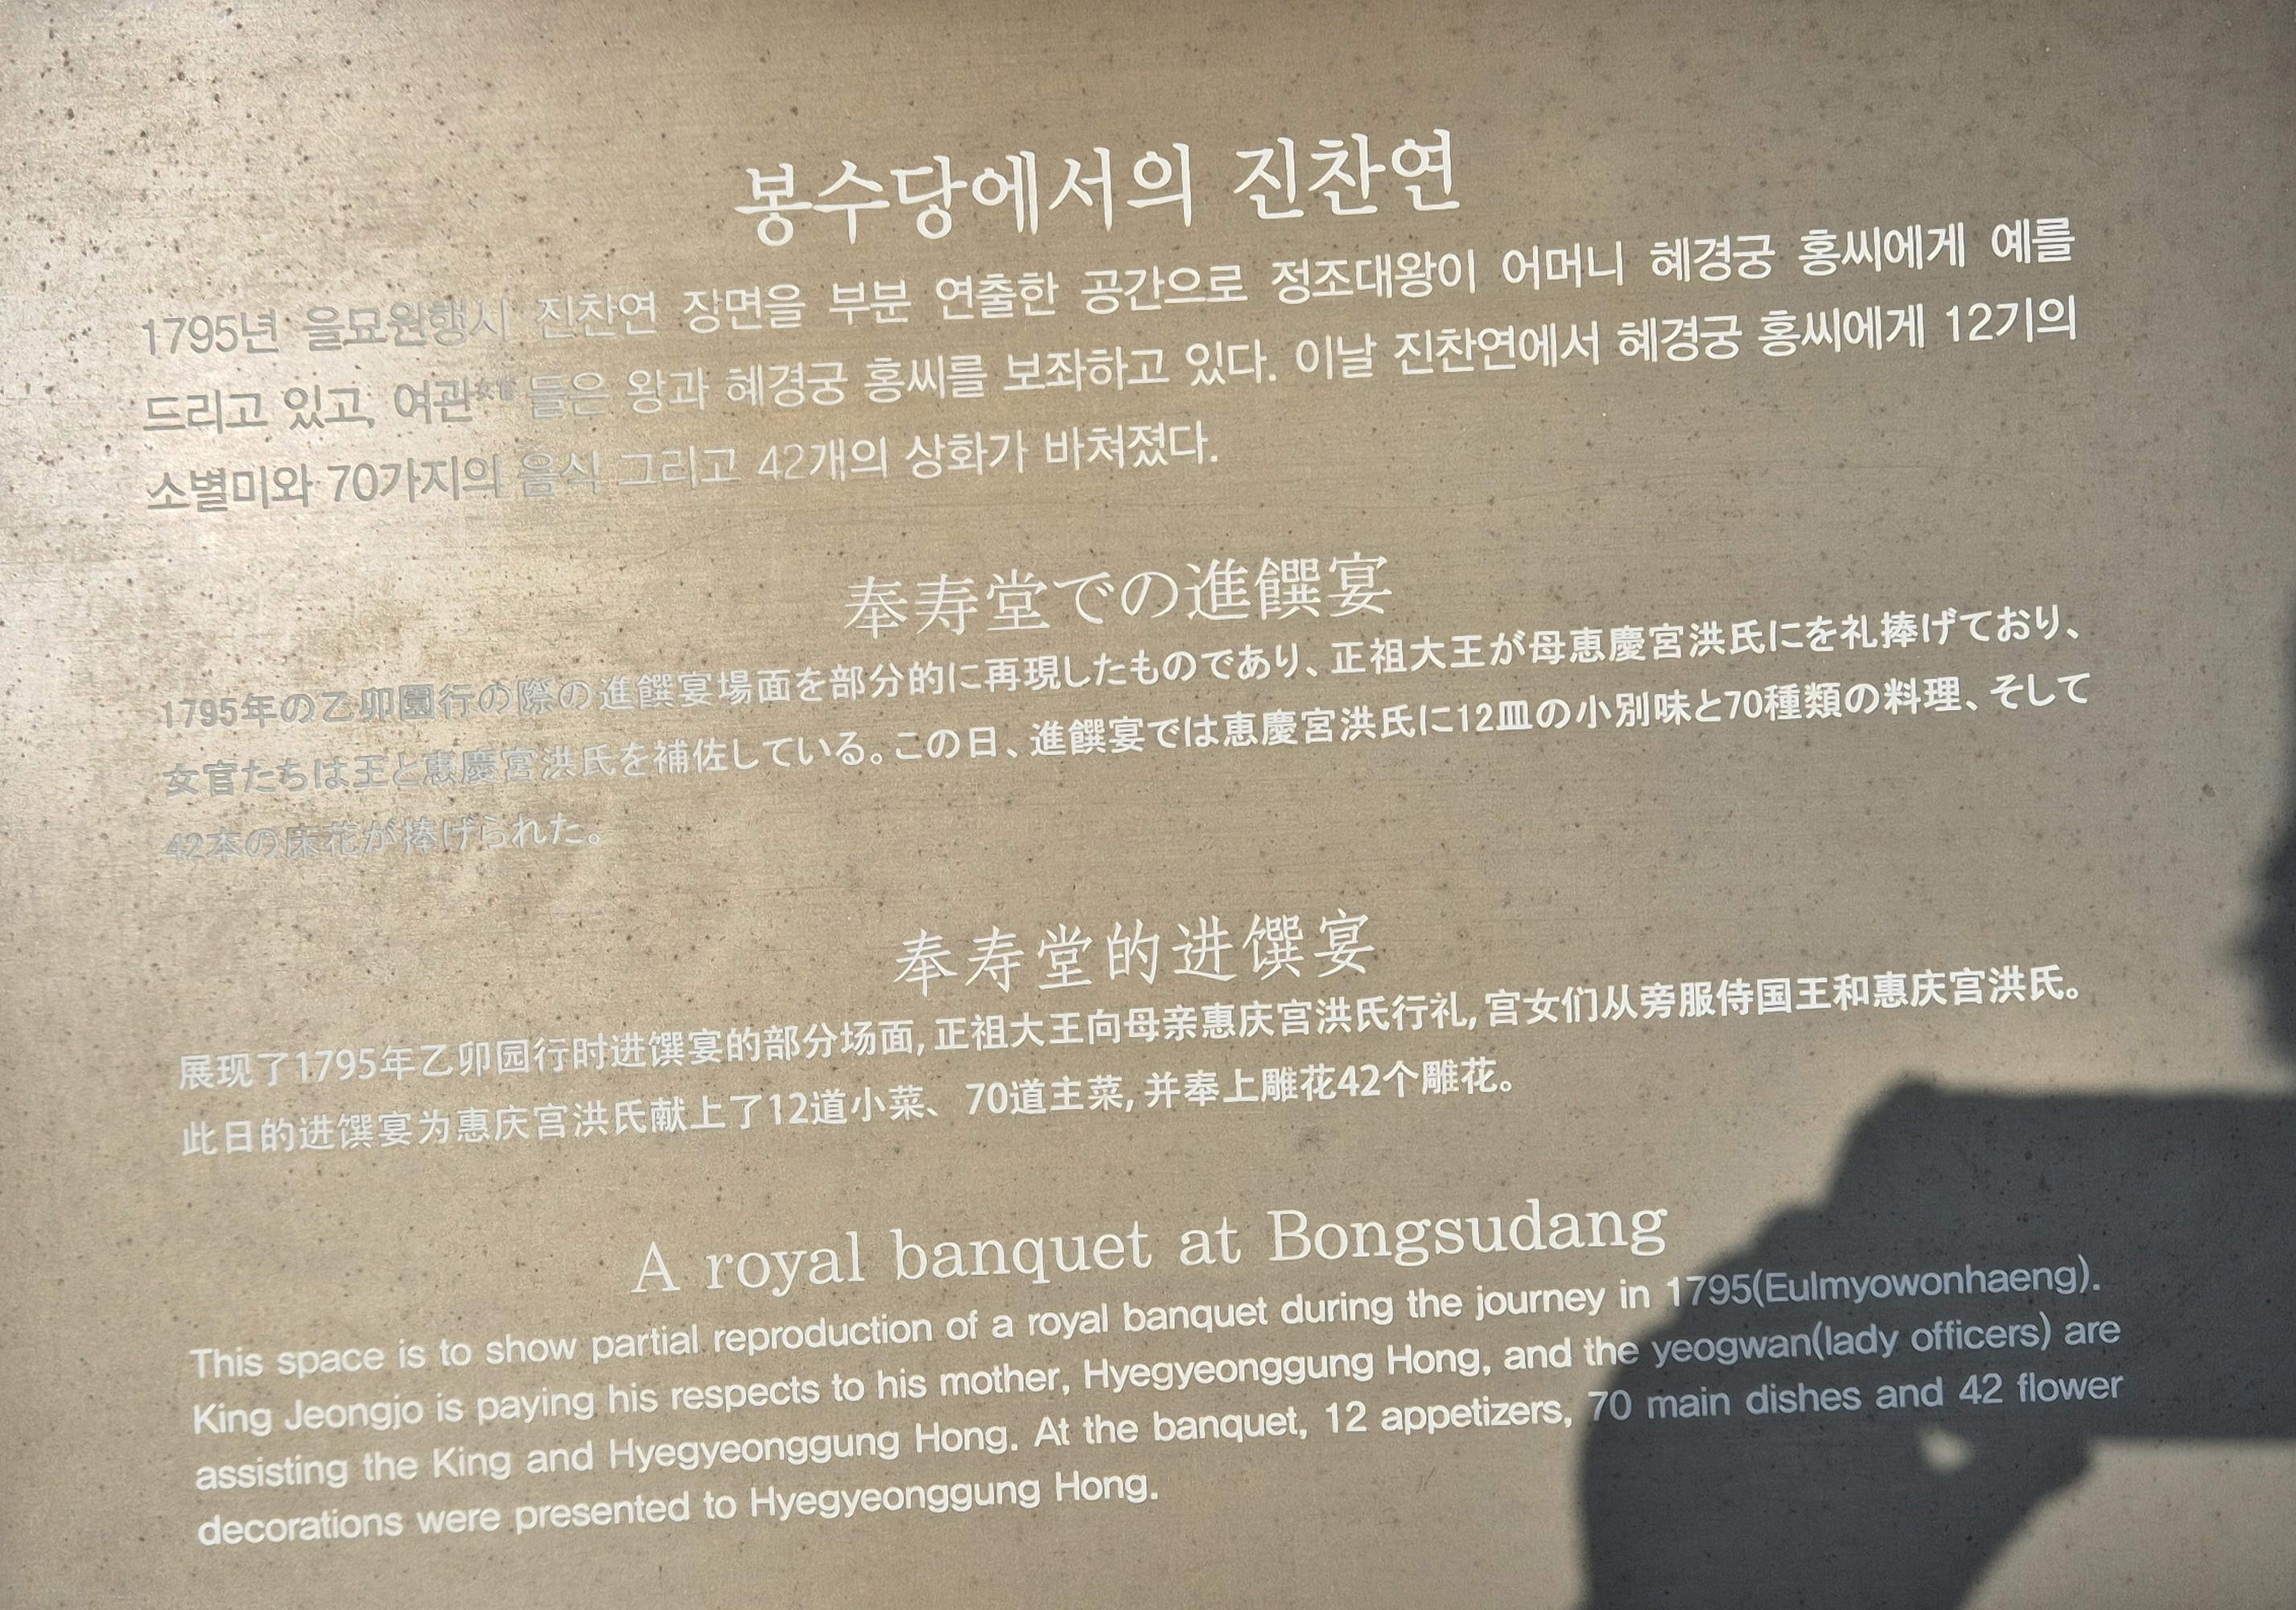 봉수당에서의 진찬연
1795년 을묘원행시 진찬연 장면을 부분 연출한 공간으로 정조대왕이 어머니 혜경궁 홍씨에게 예를
드리고 있고, 여관女官들은 왕과 혜경궁 홍씨를 보좌하고 있다. 이날 진찬연에서 혜경궁 홍씨에게 12기의
소별미와 70가지의 음식 그리고 42개의 상화가 바쳐졌다.
奉寿堂での進饌宴
1795年の乙卯園行の際の進饌宴場面を部分的に再現したものであり、正祖大王が母恵慶宮洪氏にを礼捧げており、
女官たちは王と恵慶宮洪氏を補佐している。この日、進饌宴では恵慶宮洪氏に12皿の小別味と70種類の料理、そして
42本の床花が捧げられた。
奉寿堂的进馔宴
展现了1795年乙卯园行时进馔宴的部分场面,正祖大王向母亲惠庆宫洪氏行礼,宫女们从旁服侍国王和惠庆宫洪氏。
此日的进馔宴为惠庆宫洪氏献上了12道小菜、70道主菜,并奉上雕花42个雕花。
A royal banquet at Bongsudang
This space is to show partial reproduction of a royal banquet during the journey in 1795(Eulmyowonhaeng).
King Jeongjo is paying his respects to his mother, Hyegyeonggung Hong, and the yeogwan(lady officers) are
assisting the King and Hyegyeonggung Hong. At the banquet, 12 appetizers, 70 main dishes and 42 flower
decorations were presented to Hyegyeonggung Hong.